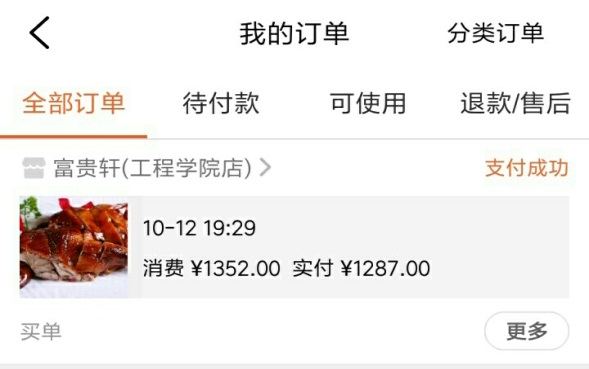 我的订单 分类订单
全部订单 待付款 可使用 退款/售后
富贵轩(工程学院店) 支付成功
10-12 19:29
消费 ¥1352.00 实付 ¥1287.00
买单 更多